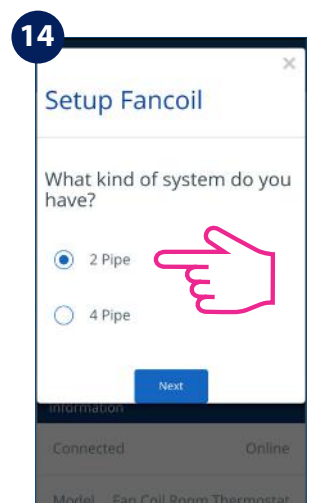 14
×
Setup Fancoil
What kind of system do you
have?
2 Pipe
4 Pipe
Next
Information
Connected Online
Model Fan Coil Room Thermostat